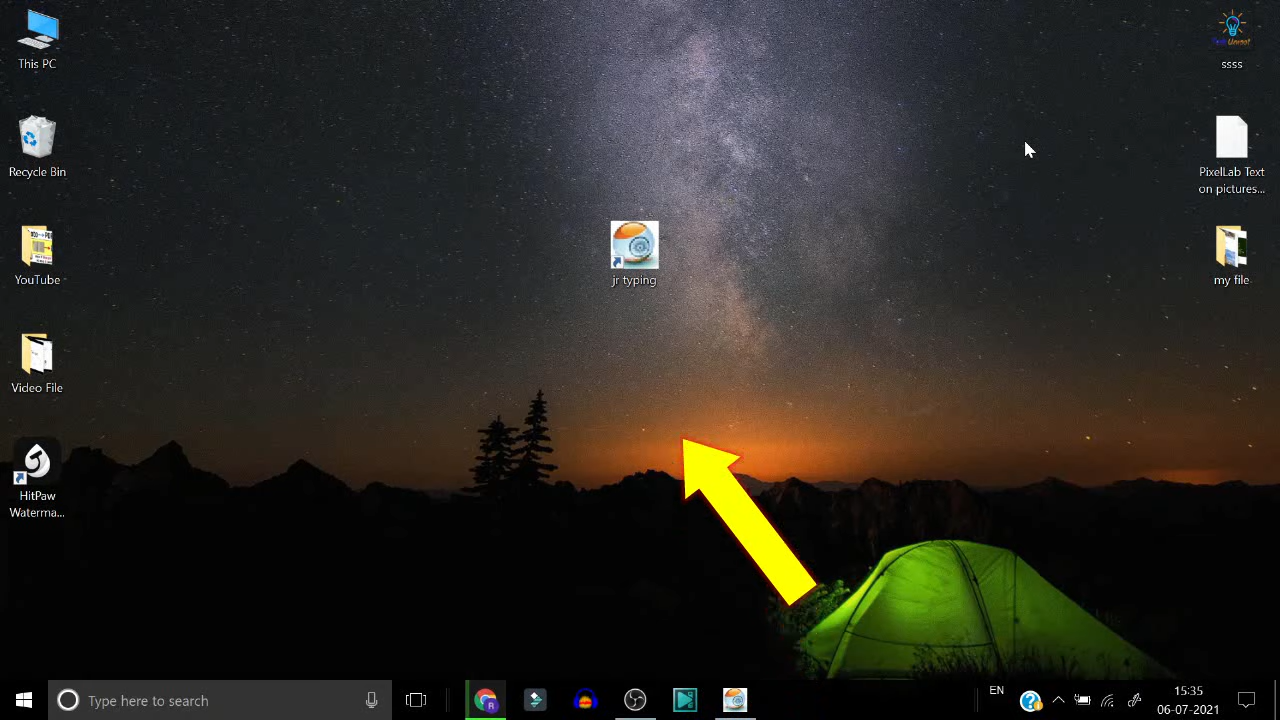 This PC
Recycle Bin
YouTube
Video File
HitPaw
Waterma...
jr typing
ssss
PixelLab Text
on pictures...
my file
Type here to search
R
EN
15:35
06-07-2021